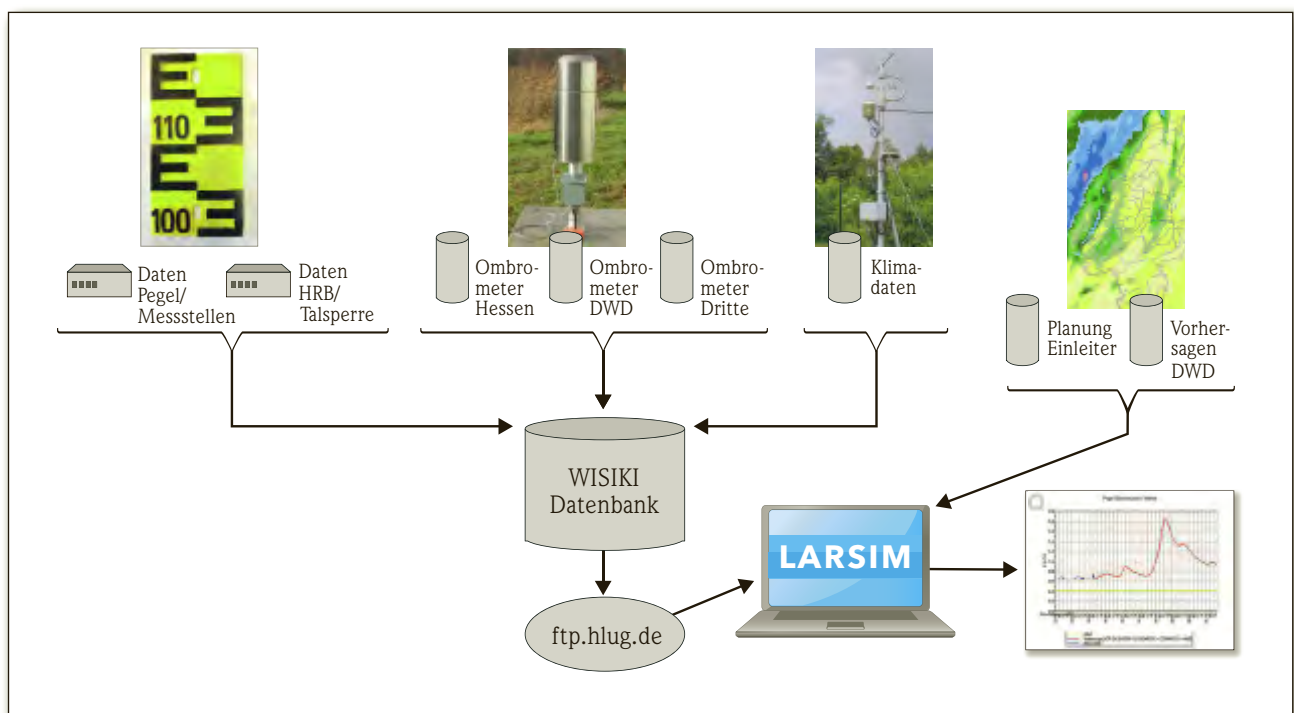 110
100
Daten
Pegel/
Messstellen
Daten
HRB/
Talsperre
Ombro-
meter
Hessen
Ombro-
meter
DWD
Ombro-
meter
Dritte
Klima-
daten
Planung
Einleiter
Vorher-
sagen
DWD
WISIKI
Datenbank
LARSIM
ftp.hlug.de